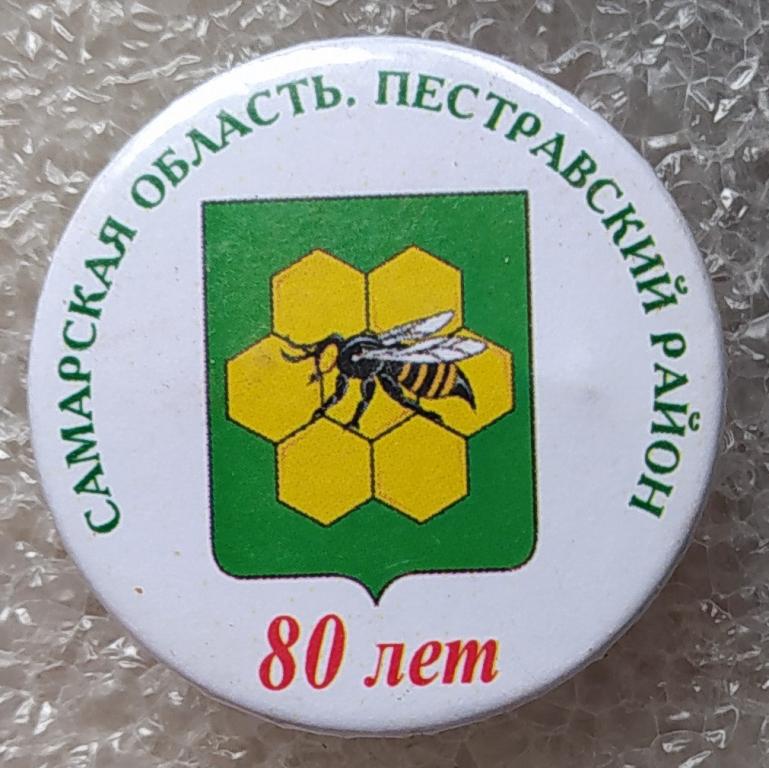 САМАРСКАЯ ОБЛАСТЬ. ПЕСТРАВСКИЙ РАЙОН
80 лет